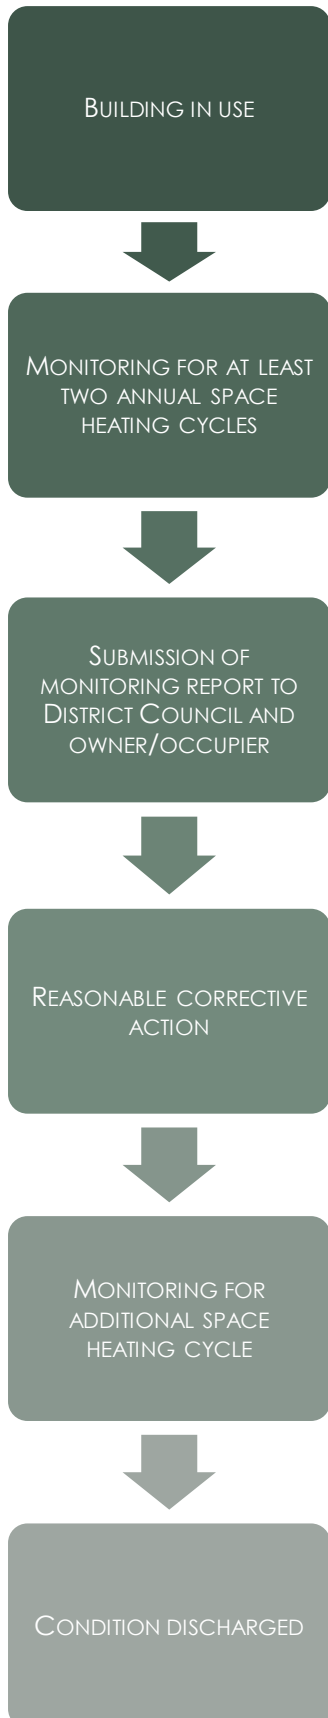 BUILDING IN USE
MONITORING FOR AT LEAST
TWO ANNUAL SPACE
HEATING CYCLES
SUBMISSION OF
MONITORING REPORT TO
DISTRICT COUNCIL AND
OWNER/OCCUPIER
REASONABLE CORRECTIVE
ACTION
MONITORING FOR
ADDITIONAL SPACE
HEATING CYCLE
CONDITION DISCHARGED